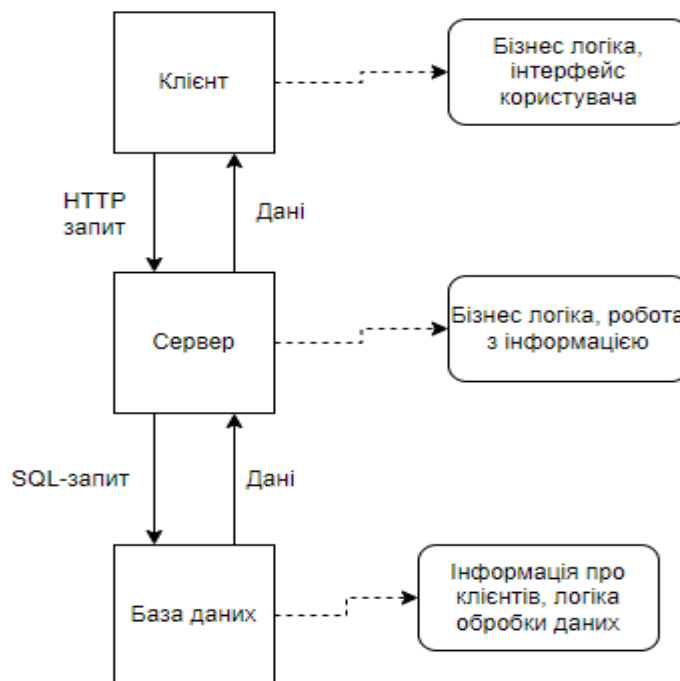 Клієнт
Бізнес логіка,
інтерфейс
користувача
HTTP
запит
Дані
Сервер
Бізнес логіка, робота
з інформацією
SQL-запит
Дані
База даних
Інформація про
клієнтів, логіка
обробки даних